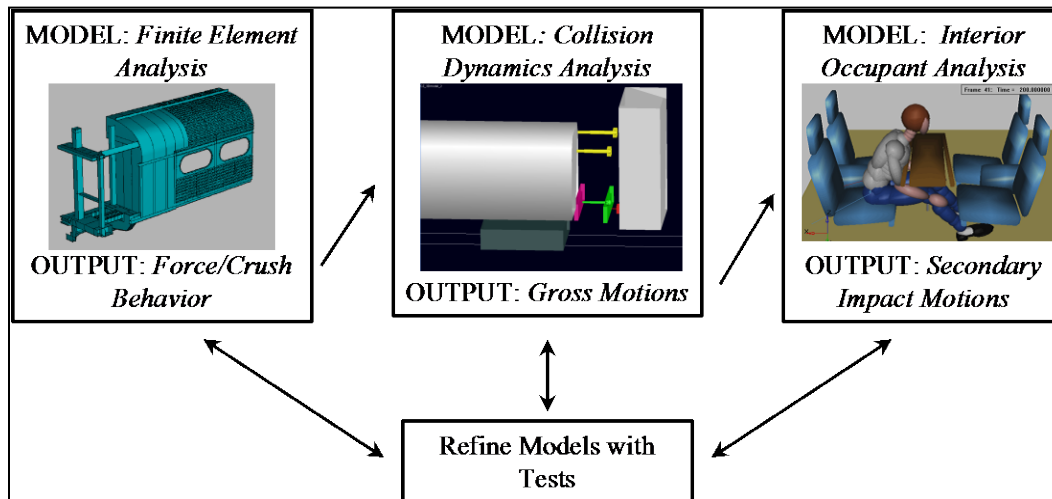 MODEL: Finite Element
Analysis
OUTPUT: Force/Crush
Behavior
MODEL: Collision
Dynamics Analysis
OUTPUT: Gross Motions
MODEL: Interior
Occupant Analysis
Frame 41: Time = 200.000000
X
OUTPUT: Secondary
Impact Motions
Refine Models with
Tests